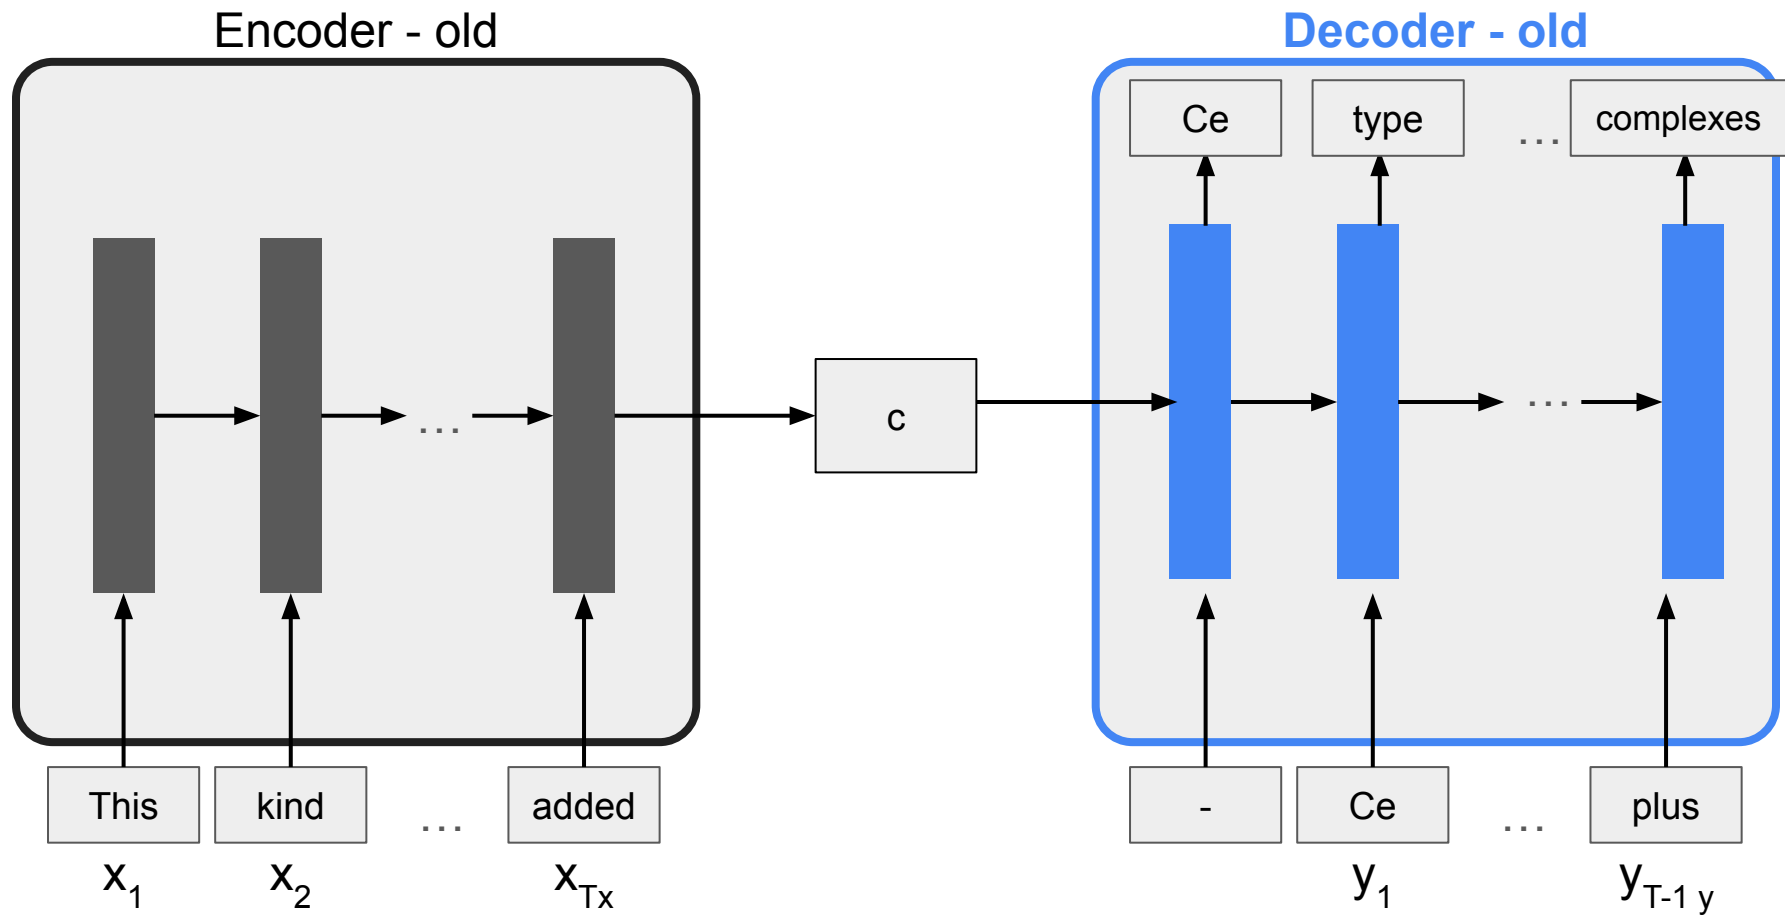 Encoder - old
Decoder - old
Ce type ... complexes
...
c
...
This kind ... added
- Ce ... plus
x1 x2 xTx
y1 yT-1 y